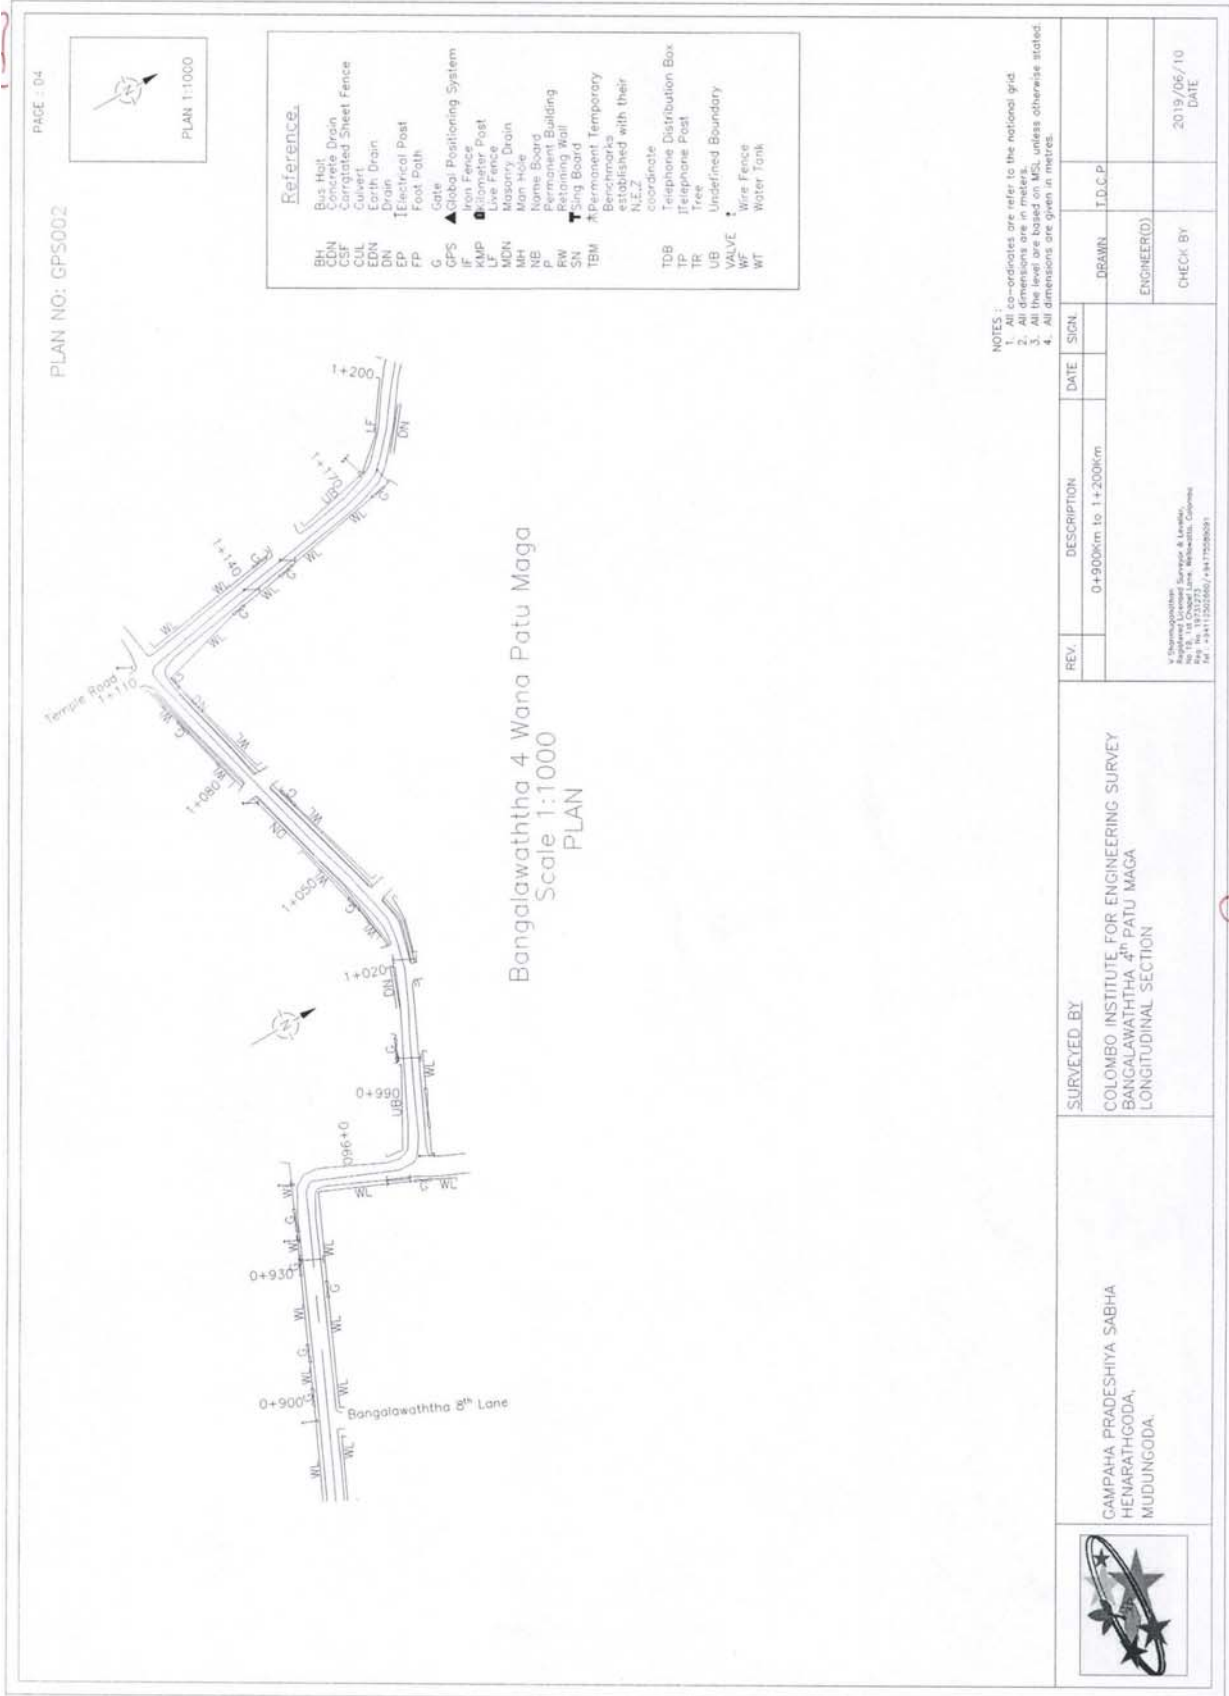 PAGE : 04
PLAN NO: GPS002
N
PLAN 1:1000
Reference.
BH Bus Halt
CDN Concrete Drain
CSF Corrgtated Sheet Fence
CUL Culvert
EDN Earth Drain
DN Drain
EP Electrical Post
FP Foot Path
G Gate
GPS Global Positioning System
IF Iron Fence
KMP Kilometer Post
LF Live Fence
MDN Masonry Drain
MH Man Hole
NB Name Board
P Permanent Building
RW Retaining Wall
SN Sing Board
TBM Permanent Temporary
Benchmarks
established with their
N,E,Z
coordinate
TDB Telephone Distribution Box
TP Telephone Post
TR Tree
UB Undefined Boundary
VALVE
WF Wire Fence
WT Water Tank
Temple Road
1+110
1+080
1+050
1+020
0+990
0+960
0+930
0+900
1+140
1+170
1+200
WL
G
DN
UB
LF
N
Bangalawaththa 8th Lane
Bangalawaththa 4 Wana Patu Maga
Scale 1:1000
PLAN
NOTES :
1. All co-ordinates are refer to the national grid.
2. All dimensions are in meters.
3. All the level are based on MSL unless otherwise stated.
4. All dimensions are given in metres.
GAMPAHA PRADESHIYA SABHA
HENARATHGODA,
MUDUNGODA.
SURVEYED BY
COLOMBO INSTITUTE FOR ENGINEERING SURVEY
BANGALAWATHTHA 4th PATU MAGA
LONGITUDINAL SECTION
REV. DESCRIPTION DATE SIGN.
0+900Km to 1+200Km
DRAWN T.D.C.P
ENGINEER(D)
CHECK BY
2019/06/10
DATE
Registered Licensed Surveyor & Leveller,